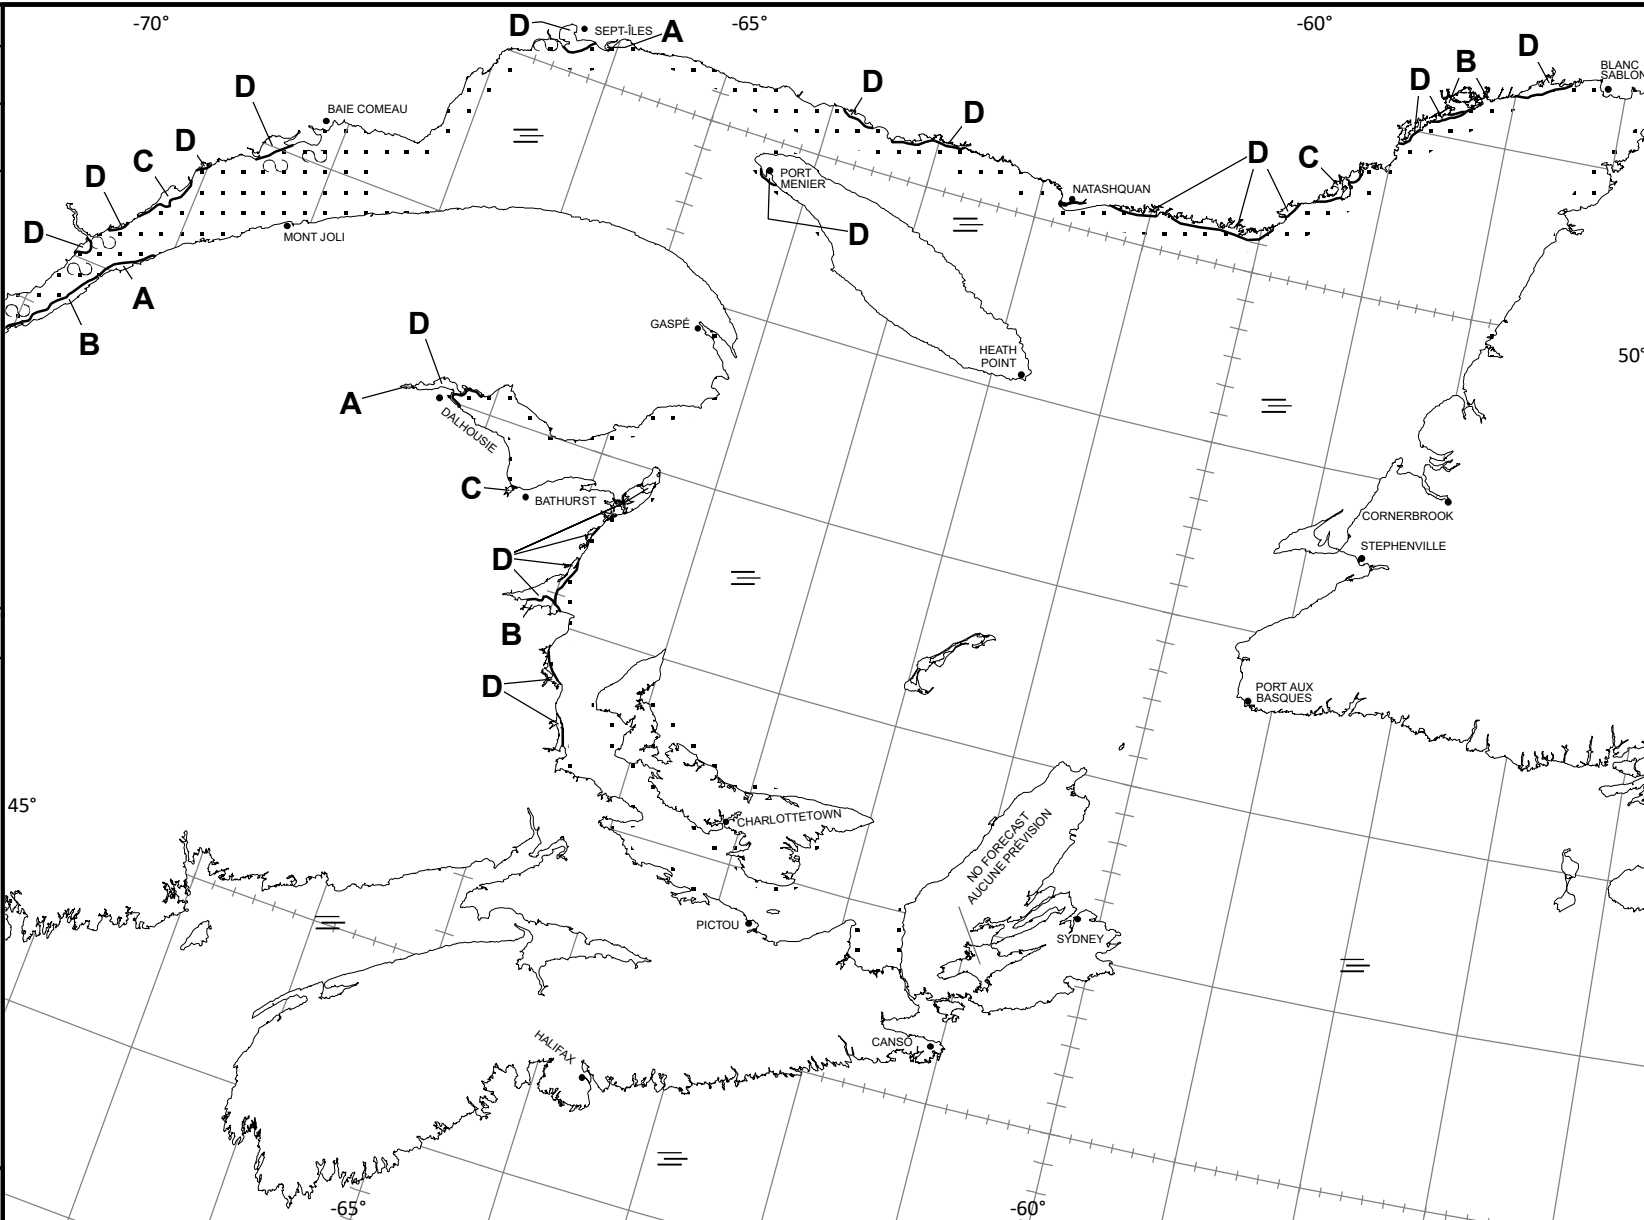 -70°
-65°
-60°
D
SEPT-ÎLES
A
D
B
D
BLANC
SABLON
D
BAIE COMEAU
D
D
D
C
D
D
C
D
PORT
MENIER
NATASHQUAN
D
MONT JOLI
D
A
B
D
GASPÉ
HEATH
POINT
50°
A
DALHOUSIE
C
BATHURST
CORNERBROOK
STEPHENVILLE
D
B
D
PORT AUX
BASQUES
45°
CHARLOTTETOWN
NO FORECAST
AUCUNE PRÉVISION
PICTOU
SYDNEY
HALIFAX
CANSO
-65°
-60°